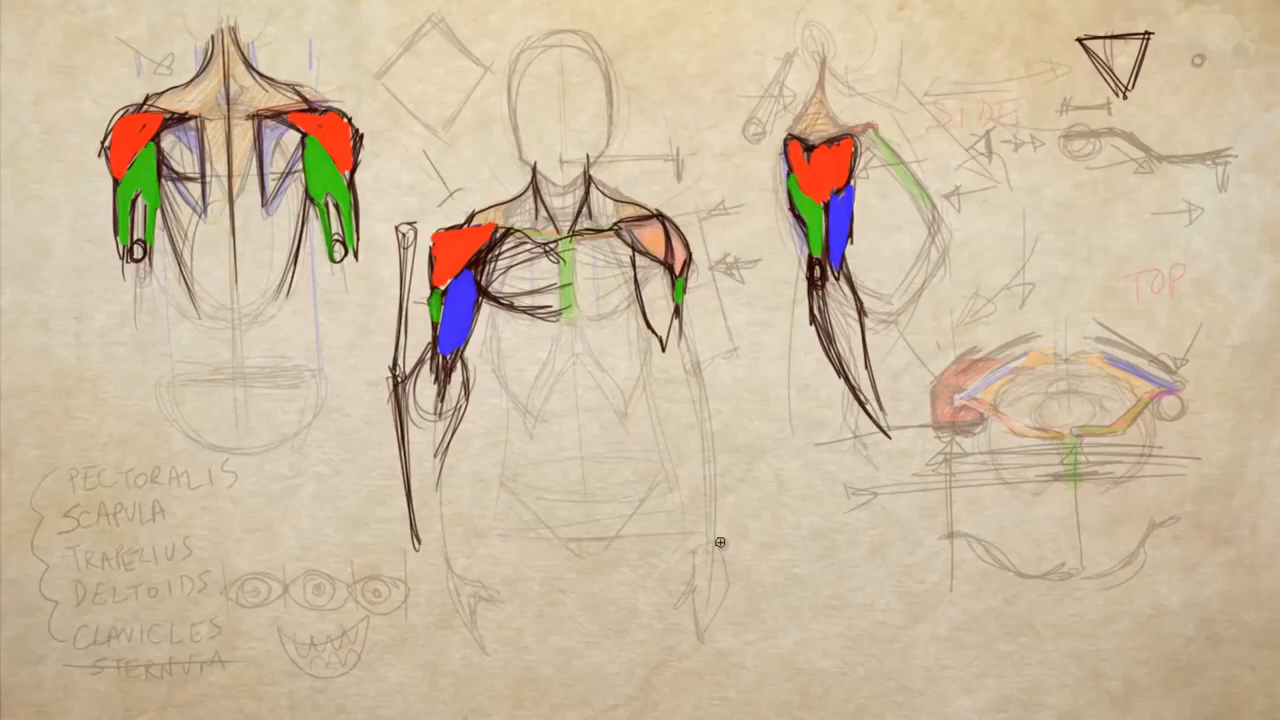 SIDE
TOP
PECTORALIS
SCAPULA
TRAPEZIUS
DELTOIDS
CLAVICLES
STERNUM